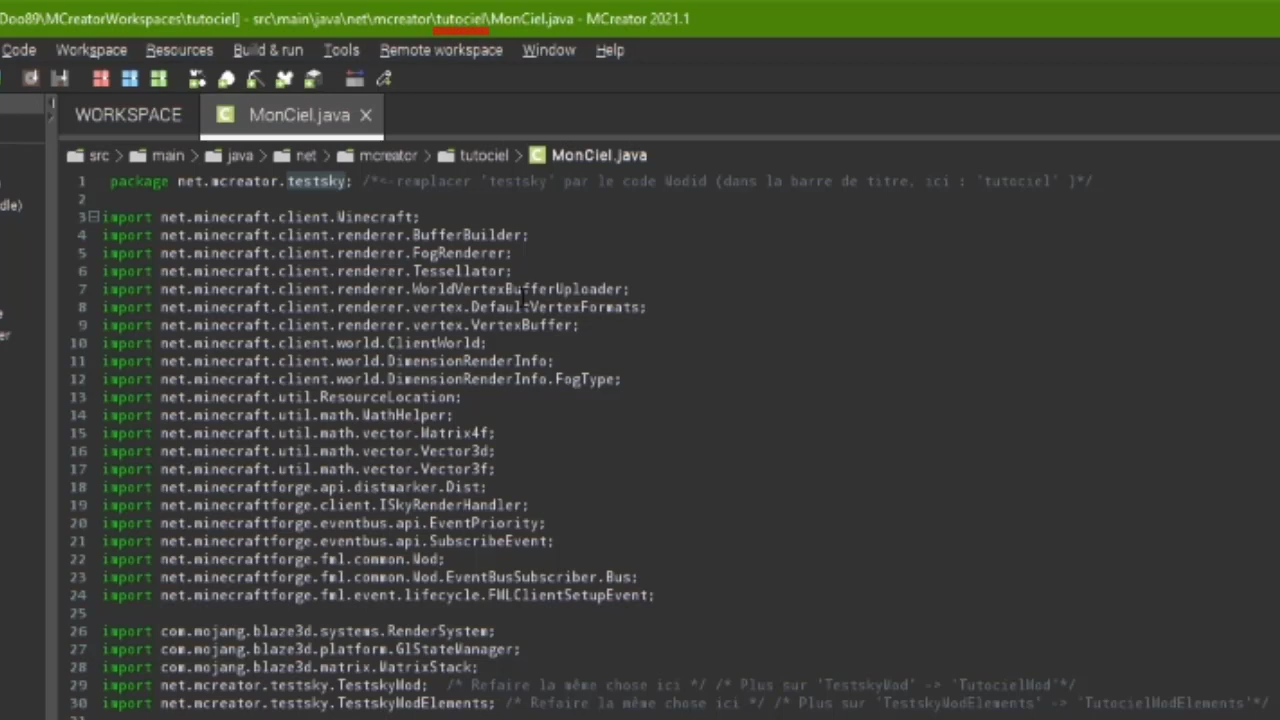 Doo89\MCreatorWorkspaces\tutociel] - src\main\java\net\mcreator\tutociel\MonCiel.java - MCreator 2021.1
Code Workspace Resources Build & run Tools Remote workspace Window Help
WORKSPACE MonCiel.java
src > main > java > net > mcreator > tutociel > MonCiel.java
1 package net.mcreator.testsky; /*<-remplacer 'testsky' par le code Modid (dans la barre de titre, ici : 'tutociel' )*/
2
3 import net.minecraft.client.Minecraft;
4 import net.minecraft.client.renderer.BufferBuilder;
5 import net.minecraft.client.renderer.FogRenderer;
6 import net.minecraft.client.renderer.Tessellator;
7 import net.minecraft.client.renderer.WorldVertexBufferUploader;
8 import net.minecraft.client.renderer.vertex.DefaultVertexFormats;
9 import net.minecraft.client.renderer.vertex.VertexBuffer;
10 import net.minecraft.client.world.ClientWorld;
11 import net.minecraft.client.world.DimensionRenderInfo;
12 import net.minecraft.client.world.DimensionRenderInfo.FogType;
13 import net.minecraft.util.ResourceLocation;
14 import net.minecraft.util.math.MathHelper;
15 import net.minecraft.util.math.vector.Matrix4f;
16 import net.minecraft.util.math.vector.Vector3d;
17 import net.minecraft.util.math.vector.Vector3f;
18 import net.minecraftforge.api.distmarker.Dist;
19 import net.minecraftforge.client.ISkyRenderHandler;
20 import net.minecraftforge.eventbus.api.EventPriority;
21 import net.minecraftforge.eventbus.api.SubscribeEvent;
22 import net.minecraftforge.fml.common.Mod;
23 import net.minecraftforge.fml.common.Mod.EventBusSubscriber.Bus;
24 import net.minecraftforge.fml.event.lifecycle.FMLClientSetupEvent;
25
26 import com.mojang.blaze3d.systems.RenderSystem;
27 import com.mojang.blaze3d.platform.GlStateManager;
28 import com.mojang.blaze3d.matrix.MatrixStack;
29 import net.mcreator.testsky.TestskyMod; /* Refaire la même chose ici */ /* Plus sur 'TestskyMod' -> 'TutocielMod'*/
30 import net.mcreator.testsky.TestskyModElements; /* Refaire la même chose ici */ /* Plus sur 'TestskyModElements' -> 'TutocielModElements'*/